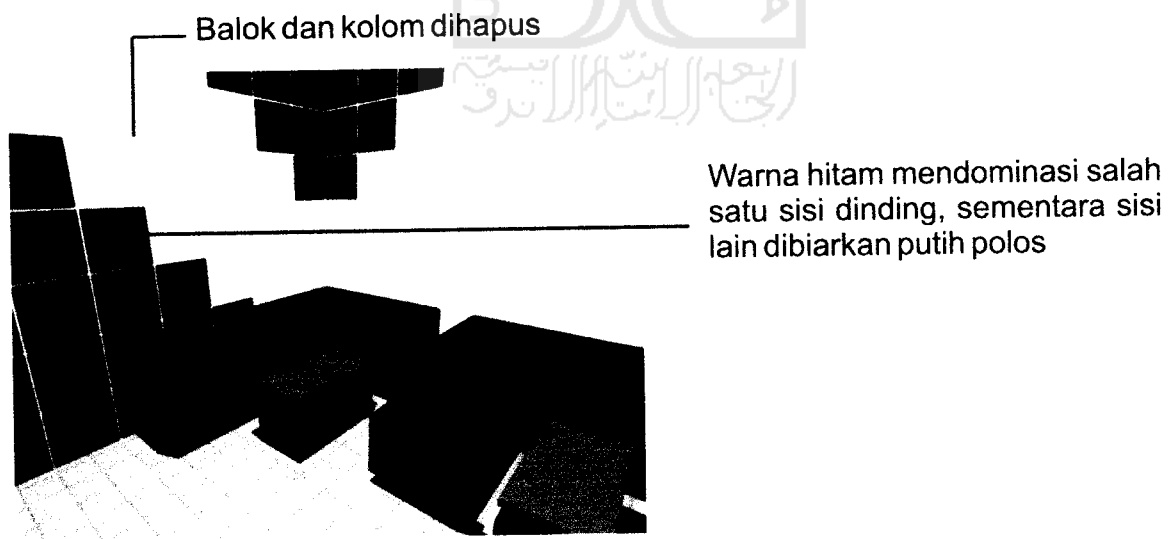 Balok dan kolom dihapus
Warna hitam mendominasi salah
satu sisi dinding, sementara sisi
lain dibiarkan putih polos